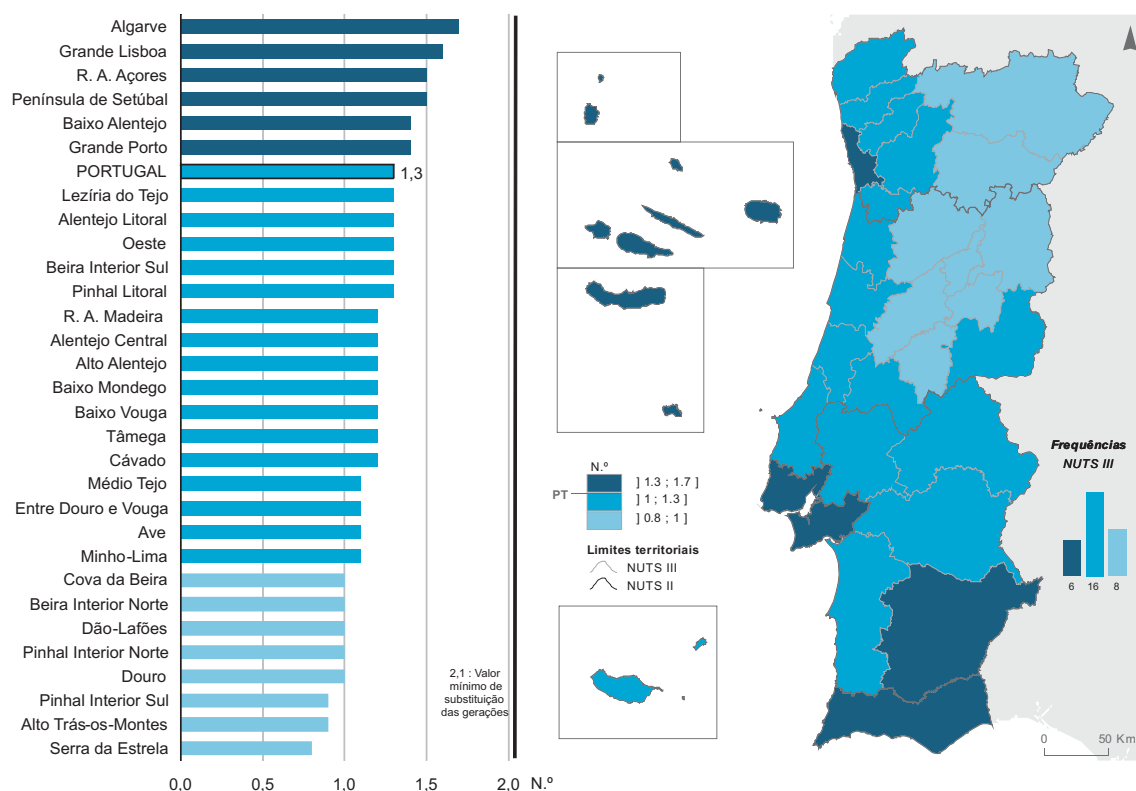 Algarve
Grande Lisboa
R. A. Açores
Península de Setúbal
Baixo Alentejo
Grande Porto
PORTUGAL
1,3
Lezíria do Tejo
Alentejo Litoral
Oeste
Beira Interior Sul
Pinhal Litoral
R. A. Madeira
Alentejo Central
Alto Alentejo
Baixo Mondego
Baixo Vouga
Tâmega
Cávado
Médio Tejo
Entre Douro e Vouga
Ave
Minho-Lima
Cova da Beira
Beira Interior Norte
Dão-Lafões
Pinhal Interior Norte
Douro
Pinhal Interior Sul
Alto Trás-os-Montes
Serra da Estrela
2,1 : Valor
mínimo de
substituição
das gerações
0,0 0,5 1,0 1,5 2,0 N.º
N.º
] 1.3 ; 1.7 ]
PT
] 1 ; 1.3 ]
] 0.8 ; 1 ]
Limites territoriais
NUTS III
NUTS II
Frequências
NUTS III
6 16 8
0 50 Km